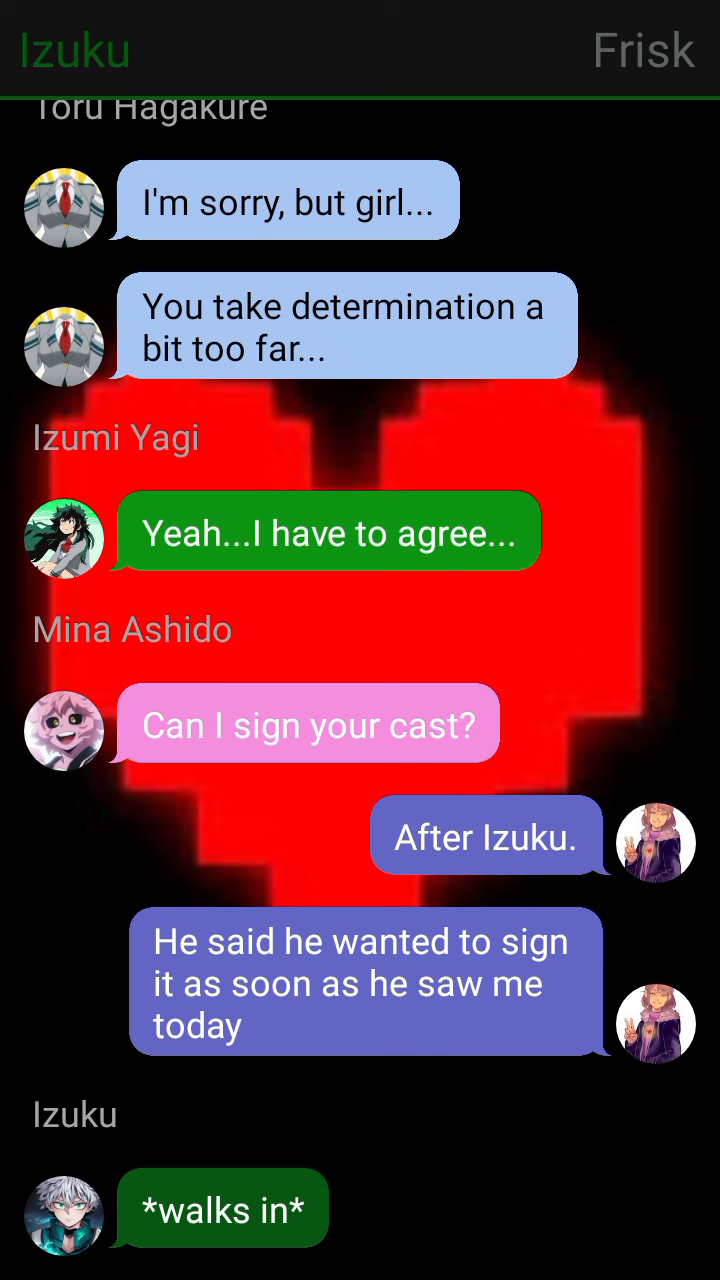 Izuku
Frisk
Toru Hagakure
I'm sorry, but girl...
You take determination a
bit too far...
Izumi Yagi
Yeah...I have to agree...
Mina Ashido
Can I sign your cast?
After Izuku.
He said he wanted to sign
it as soon as he saw me
today
Izuku
*walks in*